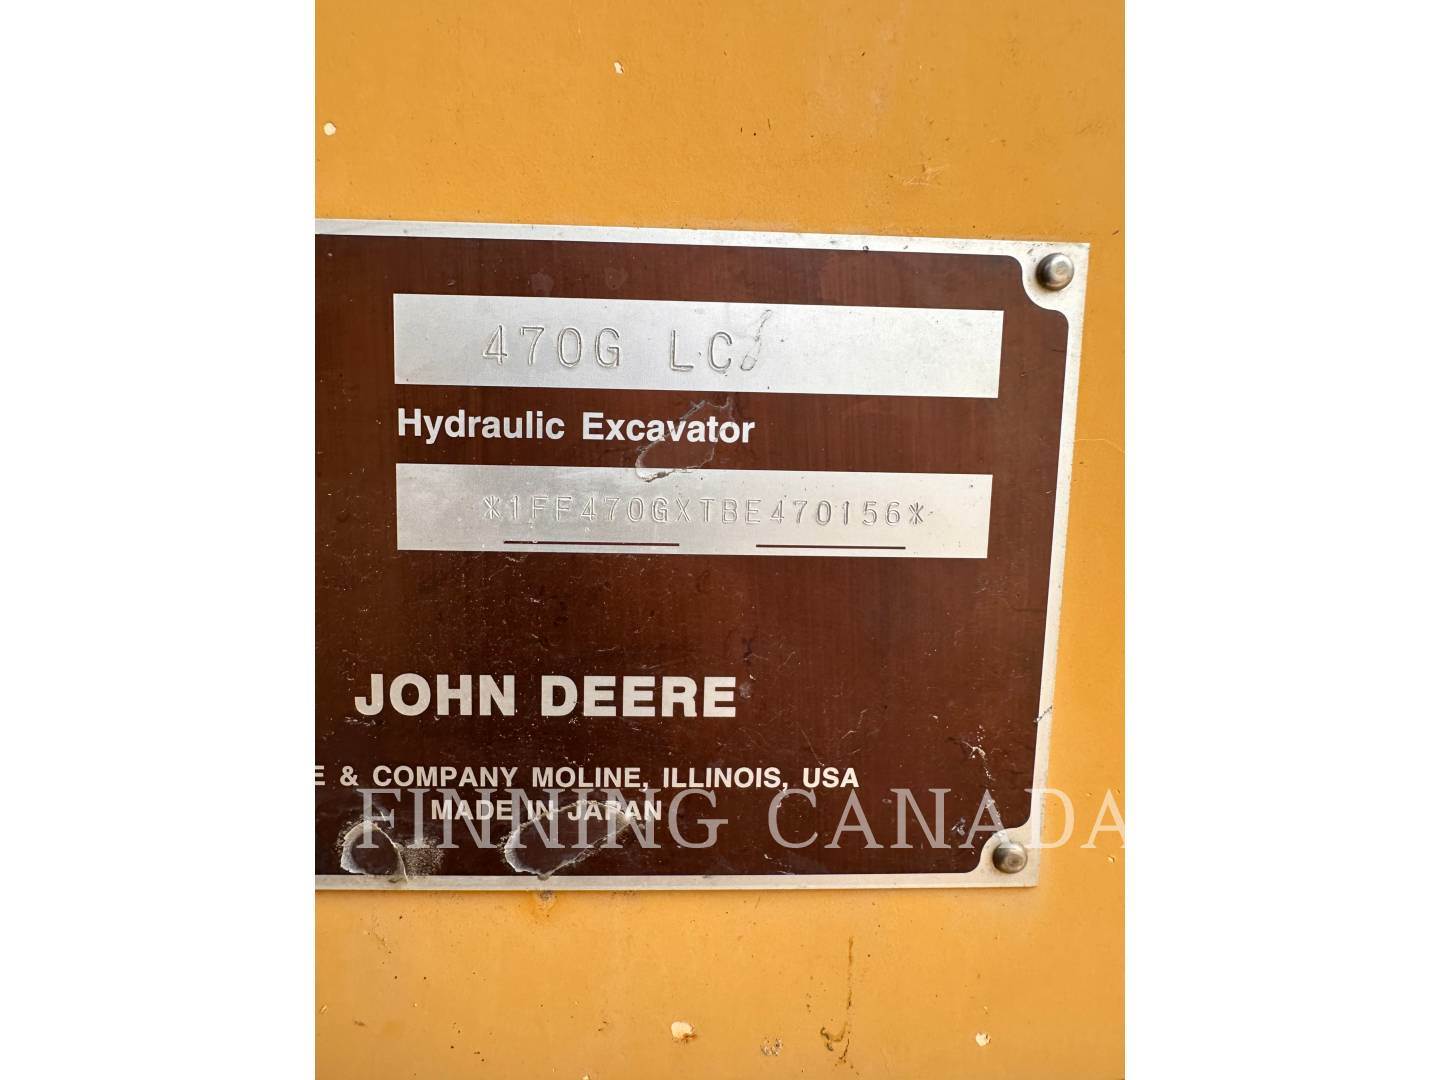 470G LC
Hydraulic Excavator
*1FF470GXTBE470156*
JOHN DEERE
E & COMPANY MOLINE, ILLINOIS, USA
MADE IN JAPAN
FINNING CANADA